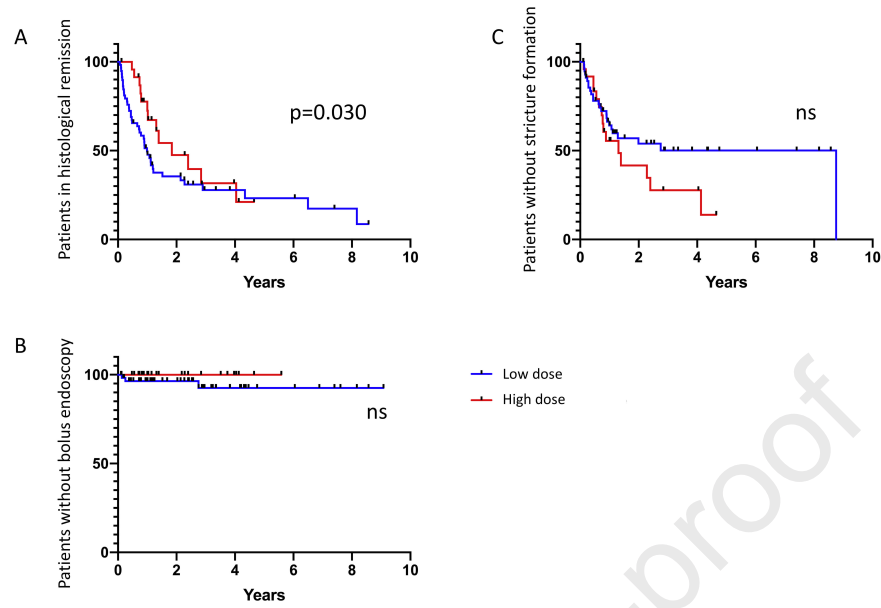 A
Patients in histological remission
100
50
0
p=0.030
0 2 4 6 8 10
Years
C
Patients without stricture formation
100
50
0
ns
0 2 4 6 8 10
Years
B
Patients without bolus endoscopy
100
50
0
ns
0 2 4 6 8 10
Years
Low dose
High dose
proof